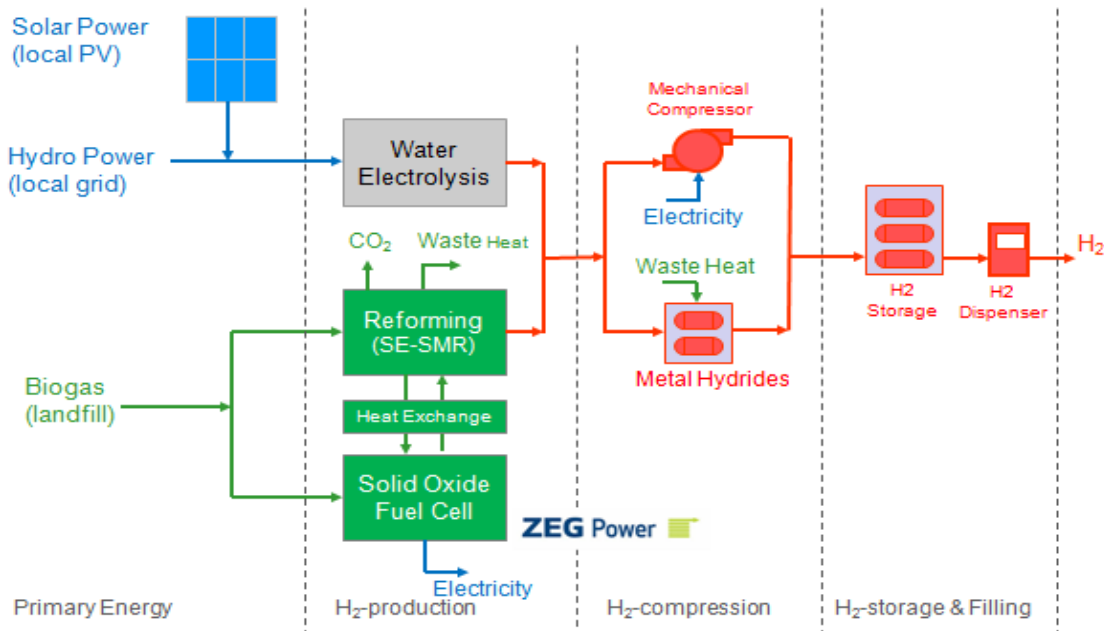 Solar Power
(local PV)
Hydro Power
(local grid)
Biogas
(landfill)
Primary Energy
Water
Electrolysis
CO₂
Waste Heat
Reforming
(SE-SMR)
Heat Exchange
Solid Oxide
Fuel Cell
ZEG Power
Electricity
H₂-production
Mechanical
Compressor
Electricity
Waste Heat
Metal Hydrides
H₂-compression
H2
Storage
H2
Dispenser
H₂
H₂-storage & Filling